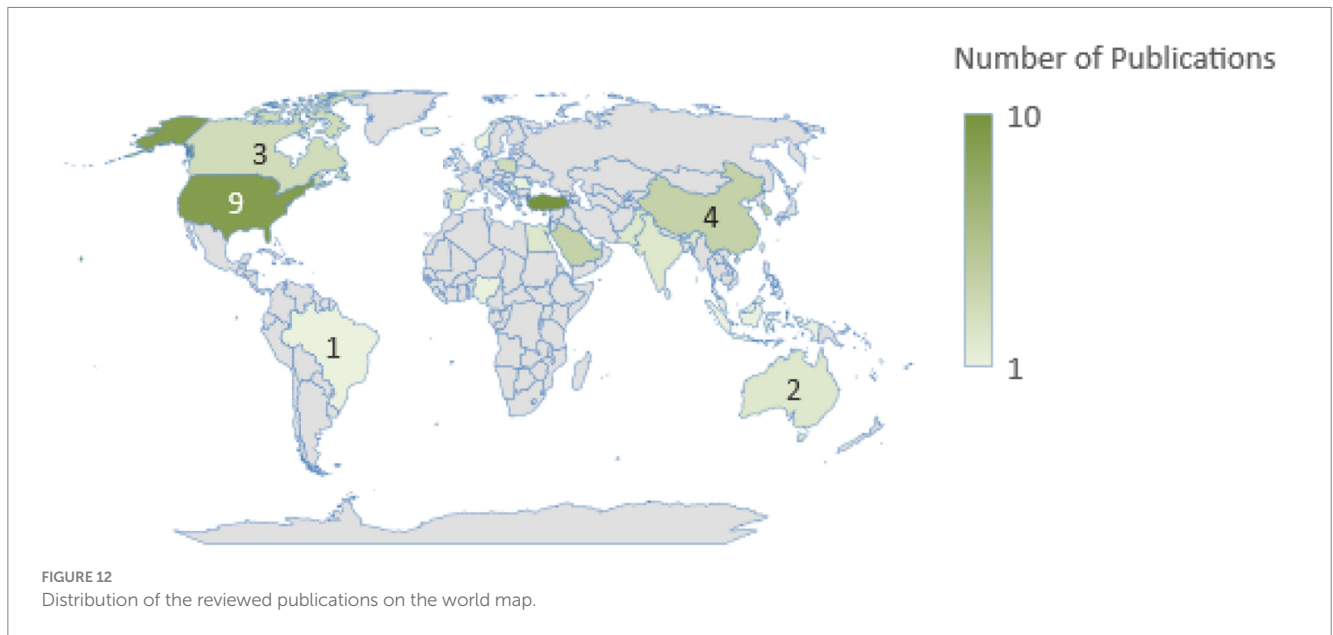 Number of Publications
10
1
3
9
4
1
2
FIGURE 12
Distribution of the reviewed publications on the world map.